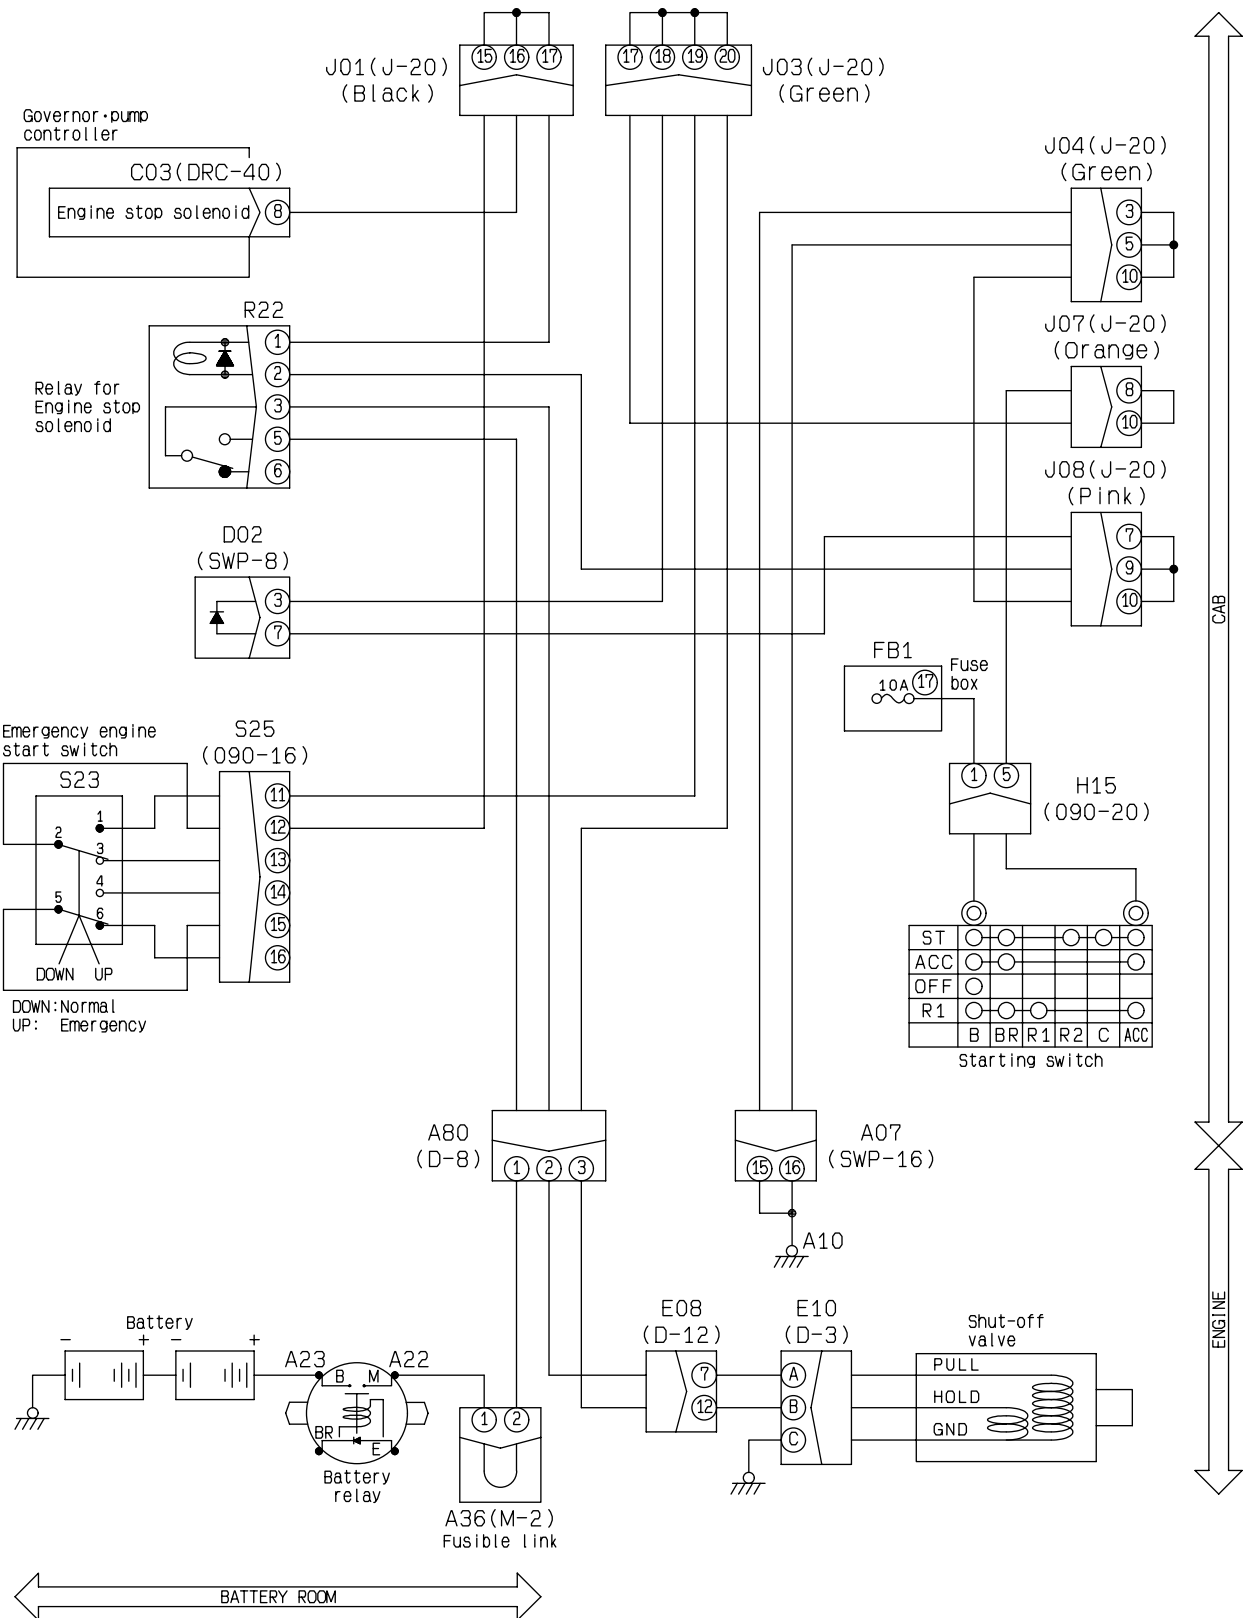 15 16 17
17 18 19 20
J01(J-20)
(Black)
J03(J-20)
(Green)
Governor・pump
controller
C03(DRC-40)
Engine stop solenoid 8
J04(J-20)
(Green)
3
5
10
R22
1
2
3
5
6
Relay for
Engine stop
solenoid
J07(J-20)
(Orange)
8
10
J08(J-20)
(Pink)
7
9
10
D02
(SWP-8)
3
7
CAB
FB1
10A 17
Fuse
box
Emergency engine
start switch
S23
1
2
3
4
5
6
DOWN UP
DOWN:Normal
UP: Emergency
S25
(090-16)
11
12
13
14
15
16
1 5
H15
(090-20)
ST
ACC
OFF
R1
B BR R1 R2 C ACC
Starting switch
A80
(D-8)
1 2 3
15 16
A07
(SWP-16)
A10
ENGINE
Battery
- + - +
A23 A22
B M
BR E
Battery
relay
1 2
A36(M-2)
Fusible link
E08
(D-12)
7
12
E10
(D-3)
A
B
C
Shut-off
valve
PULL
HOLD
GND
BATTERY ROOM